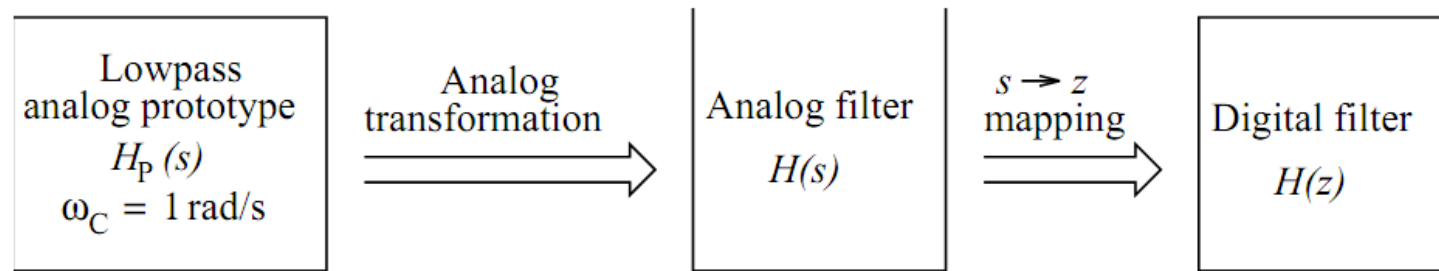 Lowpass
analog prototype
H_P (s)
ω_C = 1 rad/s
Analog
transformation
Analog filter
H(s)
s → z
mapping
Digital filter
H(z)